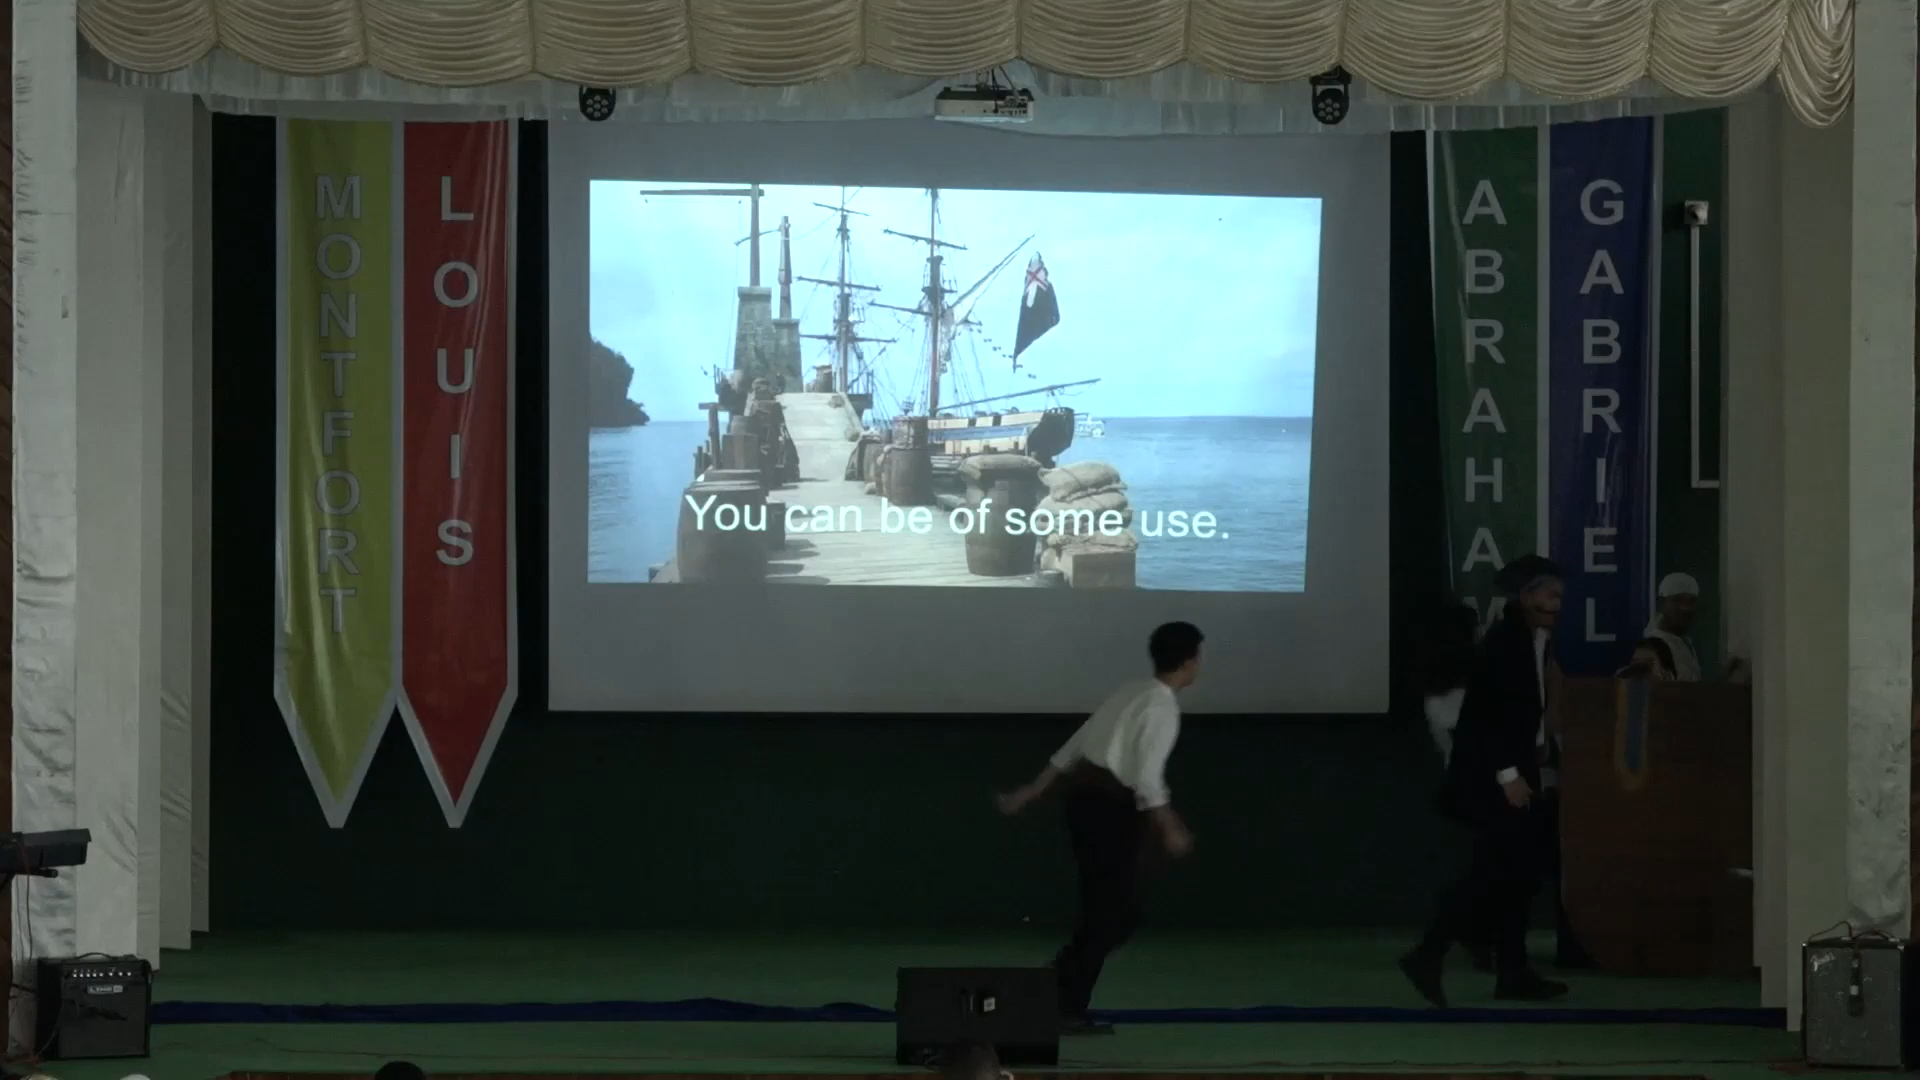 MONTFORT
LOUIS
You can be of some use.
ABRAHAM
GABRIEL